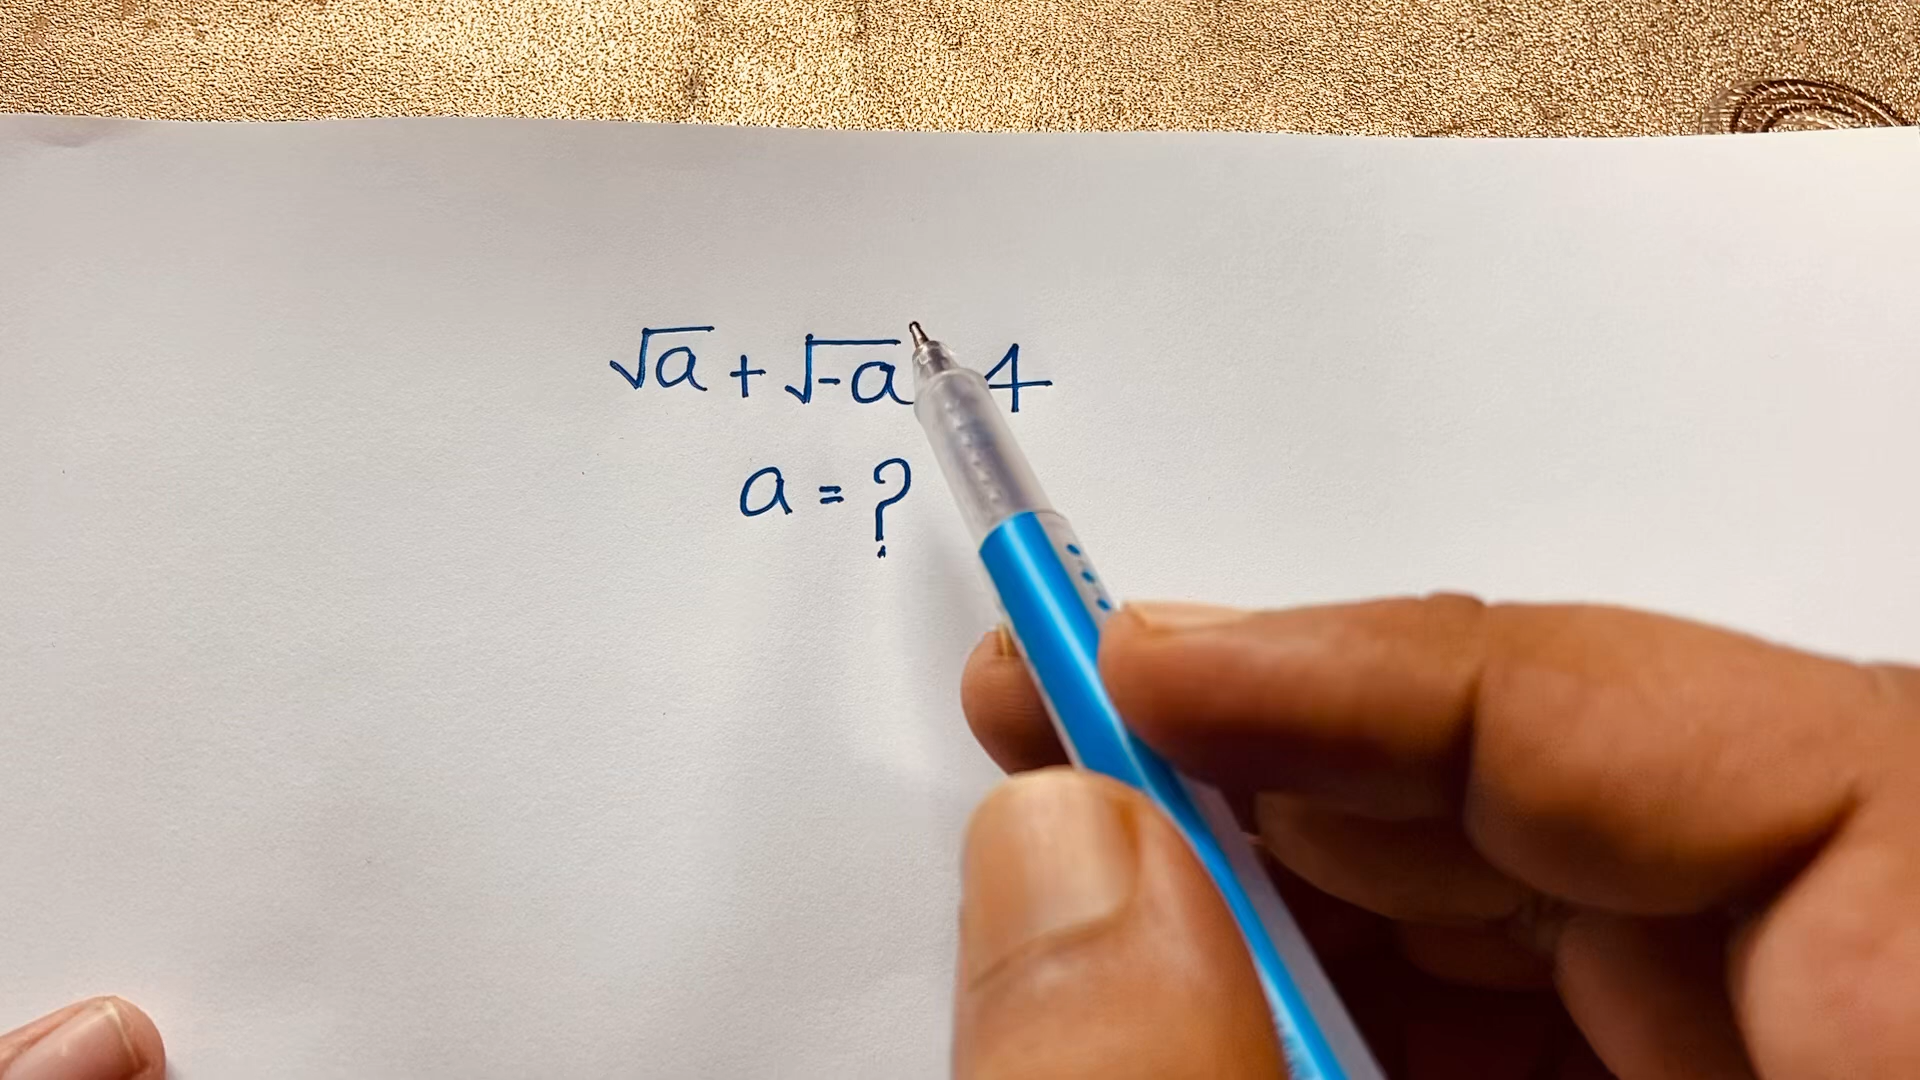 √a + √-a 4
a = ?